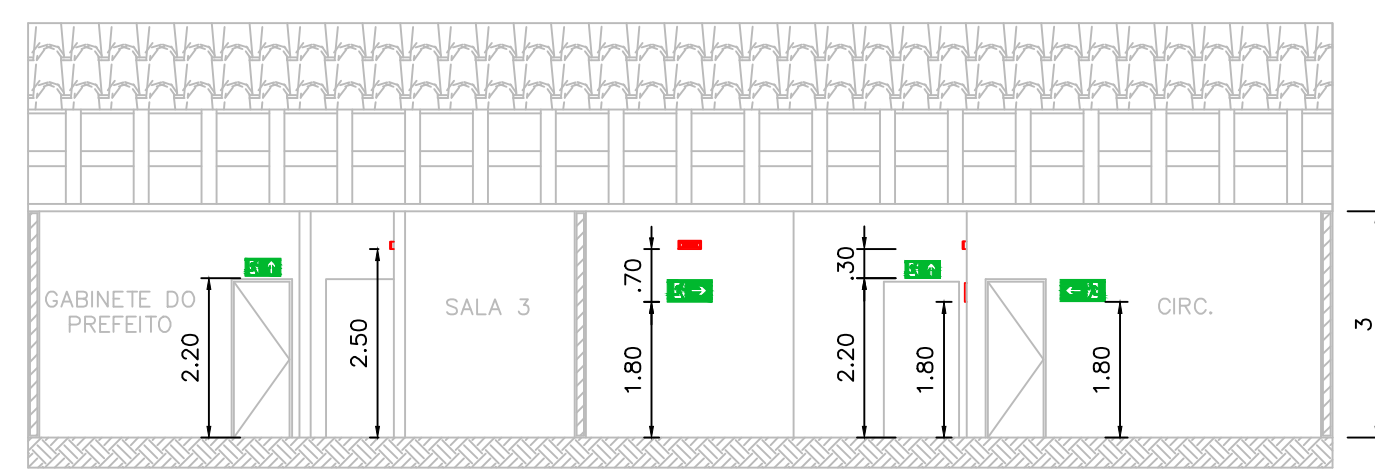 GABINETE DO
PREFEITO
2.20
2.50
SALA 3
.70
1.80
.30
2.20
1.80
1.80
CIRC.
3